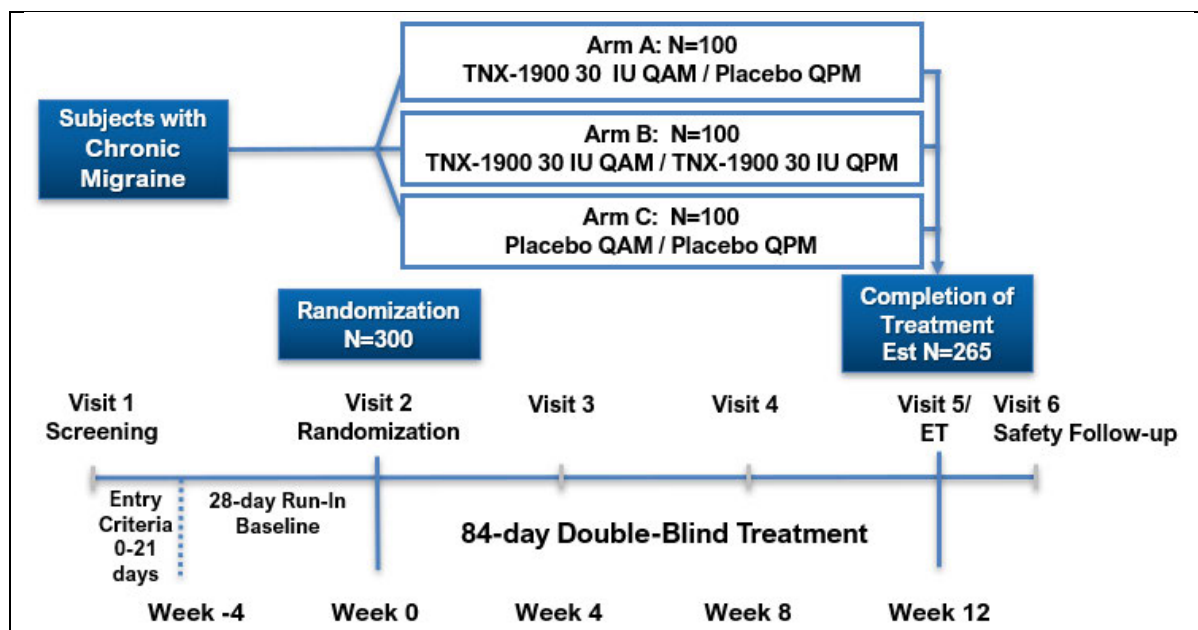 Arm A: N=100
TNX-1900 30 IU QAM / Placebo QPM
Subjects with
Chronic
Migraine
Arm B: N=100
TNX-1900 30 IU QAM / TNX-1900 30 IU QPM
Arm C: N=100
Placebo QAM / Placebo QPM
Randomization
N=300
Completion of
Treatment
Est N=265
Visit 1
Screening
Visit 2
Randomization
Visit 3
Visit 4
Visit 5/
ET
Visit 6
Safety Follow-up
Entry
Criteria
0-21
days
28-day Run-In
Baseline
84-day Double-Blind Treatment
Week -4
Week 0
Week 4
Week 8
Week 12